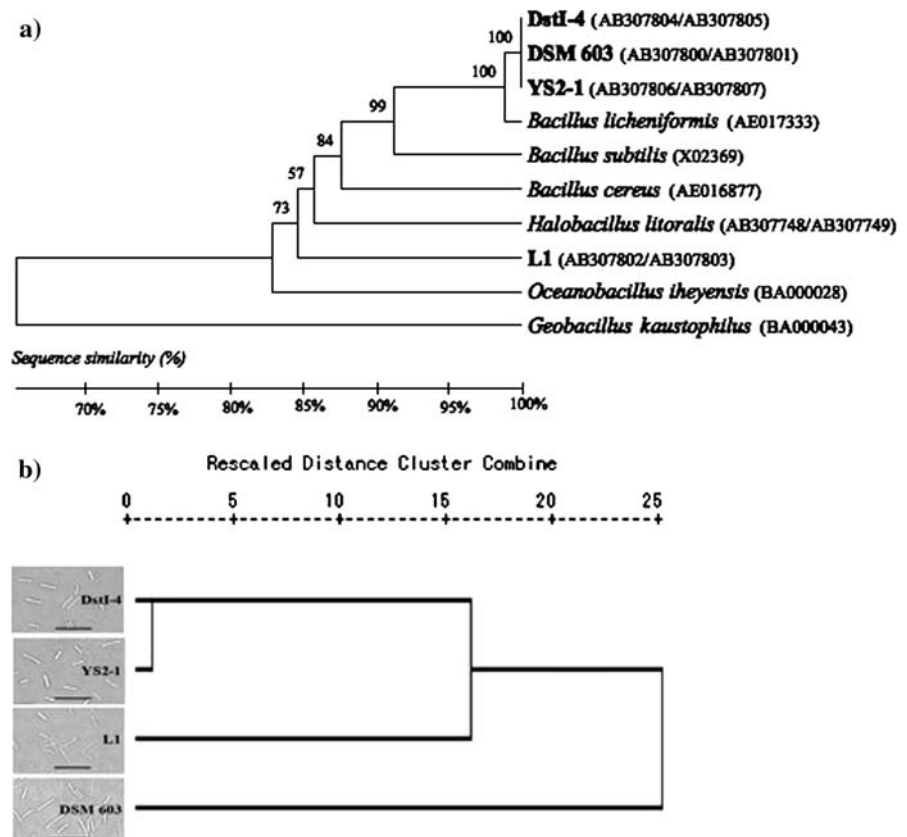 a)
DstI-4 (AB307804/AB307805)
100
DSM 603 (AB307800/AB307801)
100
YS2-1 (AB307806/AB307807)
99
Bacillus licheniformis (AE017333)
84
Bacillus subtilis (X02369)
57
Bacillus cereus (AE016877)
73
Halobacillus litoralis (AB307748/AB307749)
L1 (AB307802/AB307803)
Oceanobacillus iheyensis (BA000028)
Geobacillus kaustophilus (BA000043)
Sequence similarity (%)
70% 75% 80% 85% 90% 95% 100%
b)
Rescaled Distance Cluster Combine
0 5 10 15 20 25
DstI-4
YS2-1
L1
DSM 603